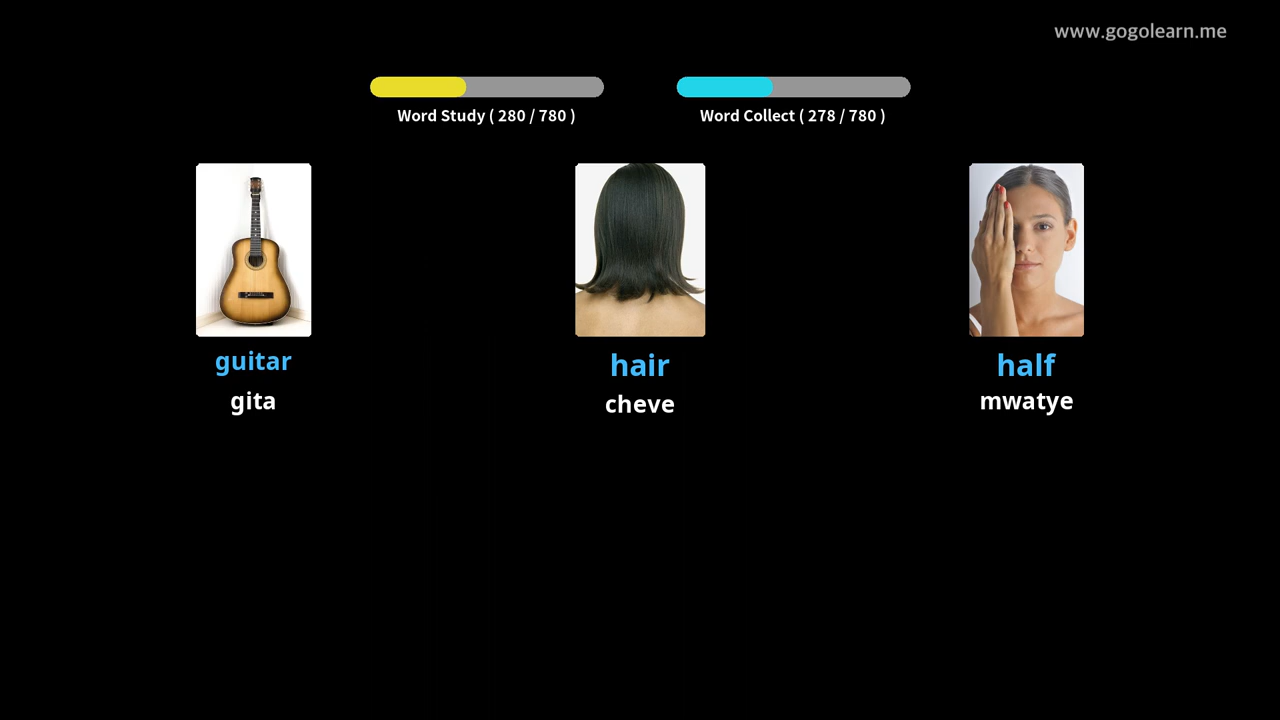 www.gogolearn.me
Word Study ( 280 / 780 )
Word Collect ( 278 / 780 )
guitar
gita
hair
cheve
half
mwatye